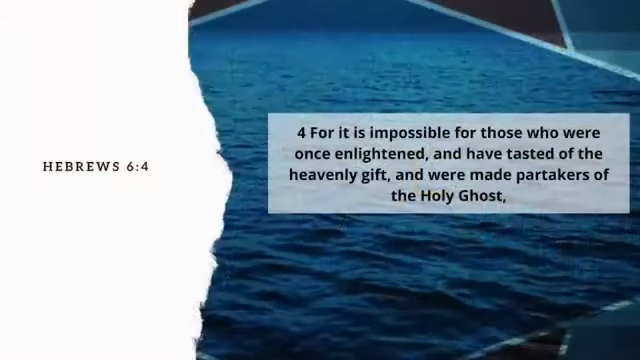 HEBREWS 6:4
4 For it is impossible for those who were
once enlightened, and have tasted of the
heavenly gift, and were made partakers of
the Holy Ghost,